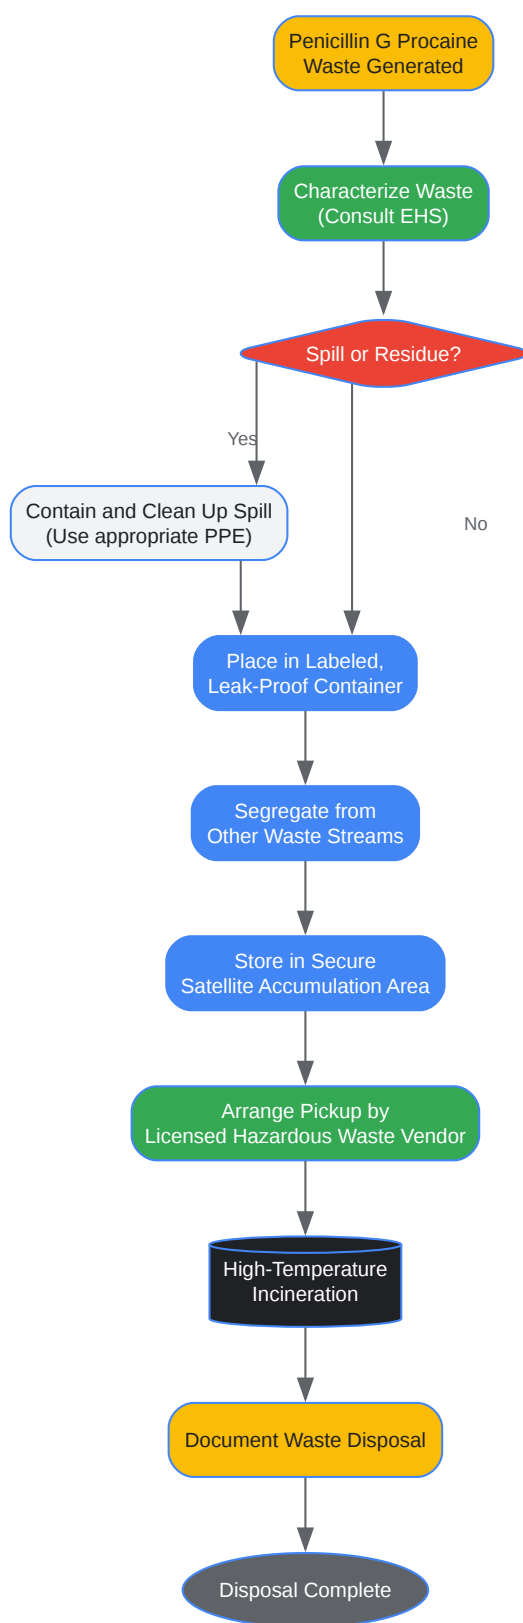 Penicillin G Procaine
Waste Generated
Characterize Waste
(Consult EHS)
Spill or Residue?
Yes
Contain and Clean Up Spill
(Use appropriate PPE)
No
Place in Labeled,
Leak-Proof Container
Segregate from
Other Waste Streams
Store in Secure
Satellite Accumulation Area
Arrange Pickup by
Licensed Hazardous Waste Vendor
High-Temperature
Incineration
Document Waste Disposal
Disposal Complete